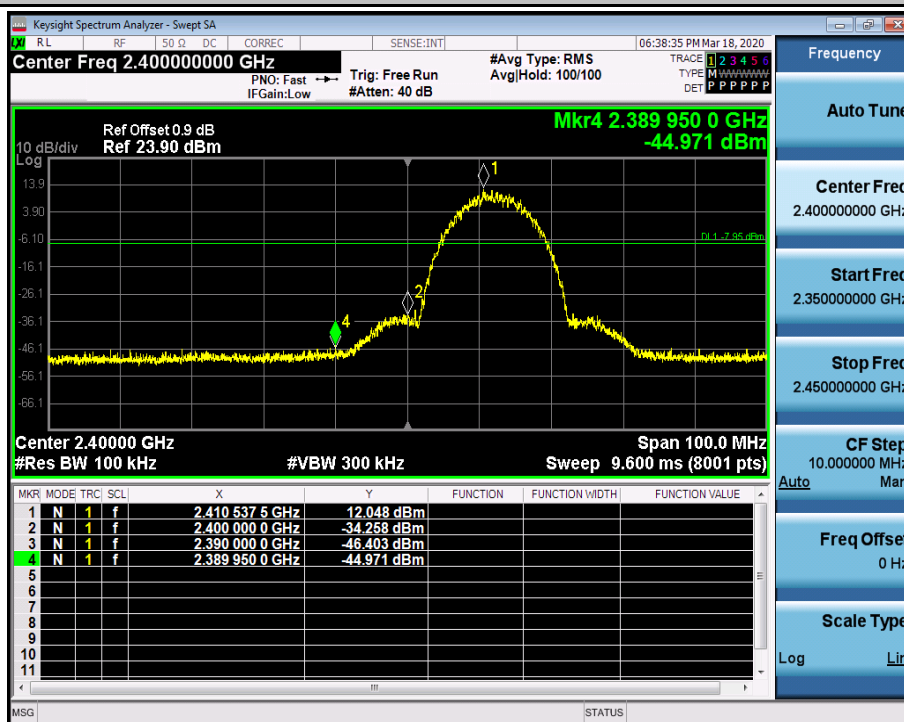 Keysight Spectrum Analyzer - Swept SA
LXI RL RF 50 Ω DC CORREC SENSE:INT 06:38:35 PM Mar 18, 2020
Center Freq 2.400000000 GHz
PNO: Fast
IFGain:Low
Trig: Free Run
#Atten: 40 dB
#Avg Type: RMS
Avg|Hold: 100/100
TRACE 1 2 3 4 5 6
TYPE M W W W W W
DET P P P P P P
Mkr4 2.389 950 0 GHz
-44.971 dBm
Ref Offset 0.9 dB
Ref 23.90 dBm
10 dB/div
Log
13.9
3.90
-6.10
-16.1
-26.1
-36.1
-46.1
-56.1
-66.1
1
2
4
DL1 -7.95 dBm
Center 2.40000 GHz Span 100.0 MHz
#Res BW 100 kHz #VBW 300 kHz Sweep 9.600 ms (8001 pts)
MKR MODE TRC SCL X Y FUNCTION FUNCTION WIDTH FUNCTION VALUE
1 N 1 f 2.410 537 5 GHz 12.048 dBm
2 N 1 f 2.400 000 0 GHz -34.258 dBm
3 N 1 f 2.390 000 0 GHz -46.403 dBm
4 N 1 f 2.389 950 0 GHz -44.971 dBm
5
6
7
8
9
10
11
MSG STATUS
Frequency
Auto Tune
Center Freq
2.400000000 GHz
Start Freq
2.350000000 GHz
Stop Freq
2.450000000 GHz
CF Step
10.000000 MHz
Auto Man
Freq Offset
0 Hz
Scale Type
Log Lin